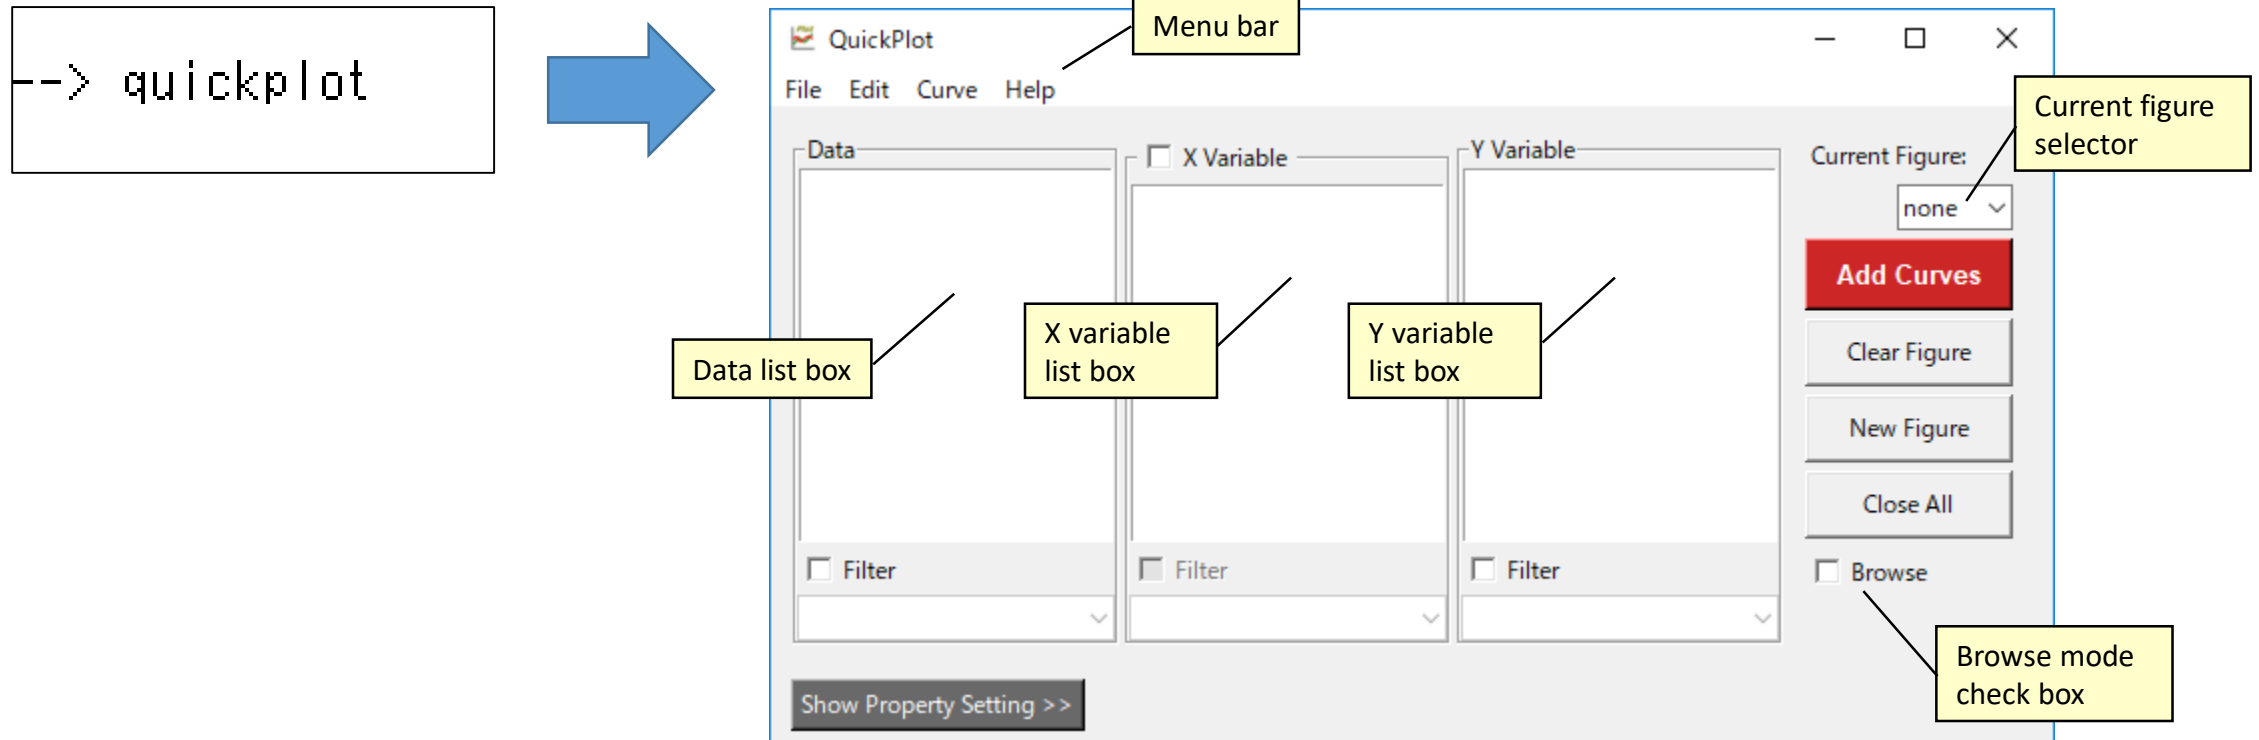 --> quickplot
Menu bar
QuickPlot
File Edit Curve Help
Current figure
selector
Data
X Variable
Y Variable
Current Figure:
none
Add Curves
Data list box
X variable
list box
Y variable
list box
Clear Figure
New Figure
Close All
Filter
Filter
Filter
Browse
Browse mode
check box
Show Property Setting >>